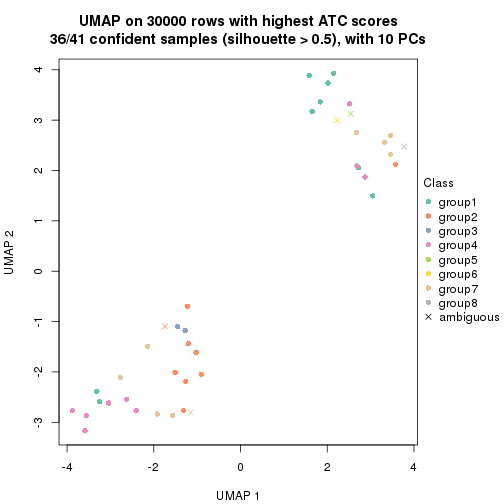 UMAP on 30000 rows with highest ATC scores
36/41 confident samples (silhouette > 0.5), with 10 PCs
4
3
2
1
0
-1
-2
-3
UMAP 2
-4
-2
0
2
4
UMAP 1
Class
group1
group2
group3
group4
group5
group6
group7
group8
ambiguous